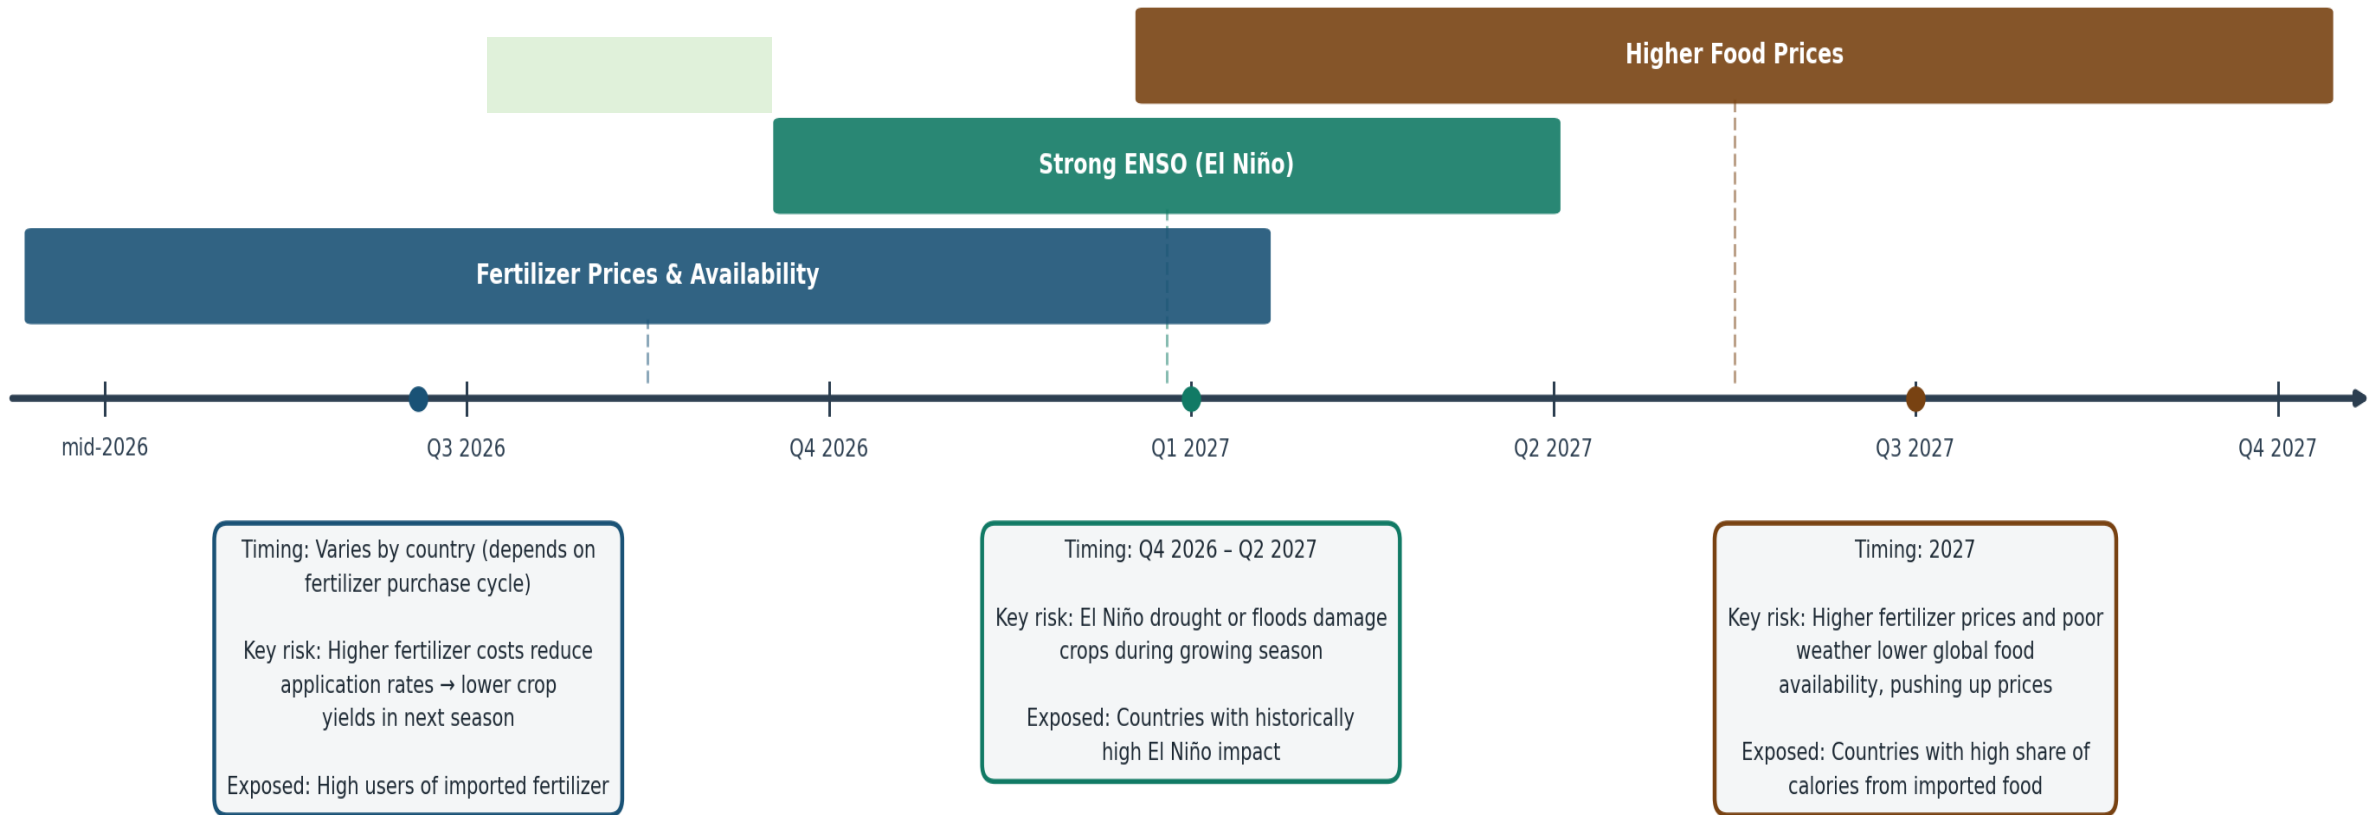 Higher Food Prices
Strong ENSO (El Niño)
Fertilizer Prices & Availability
mid-2026
Q3 2026
Q4 2026
Q1 2027
Q2 2027
Q3 2027
Q4 2027
Timing: Varies by country (depends on
fertilizer purchase cycle)
Key risk: Higher fertilizer costs reduce
application rates → lower crop
yields in next season
Exposed: High users of imported fertilizer
Timing: Q4 2026 – Q2 2027
Key risk: El Niño drought or floods damage
crops during growing season
Exposed: Countries with historically
high El Niño impact
Timing: 2027
Key risk: Higher fertilizer prices and poor
weather lower global food
availability, pushing up prices
Exposed: Countries with high share of
calories from imported food